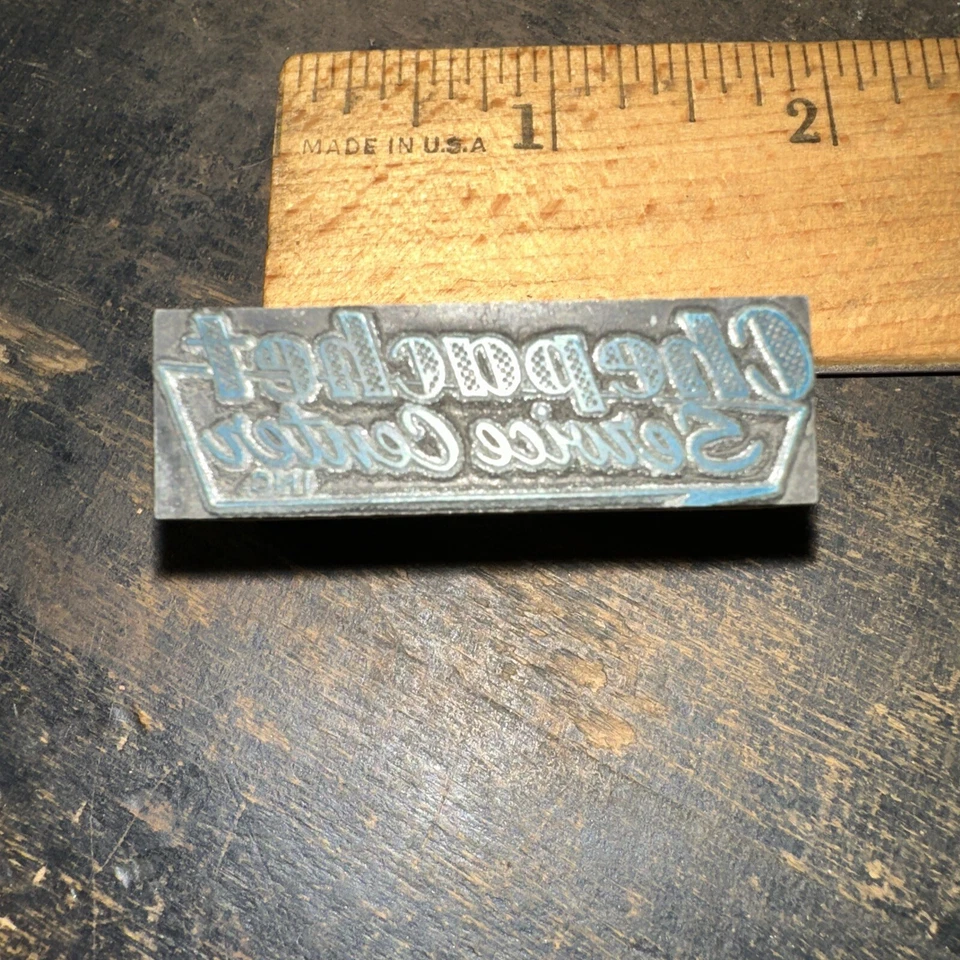 MADE IN U.S.A 1 2
Chepachet
Service Center
INC.